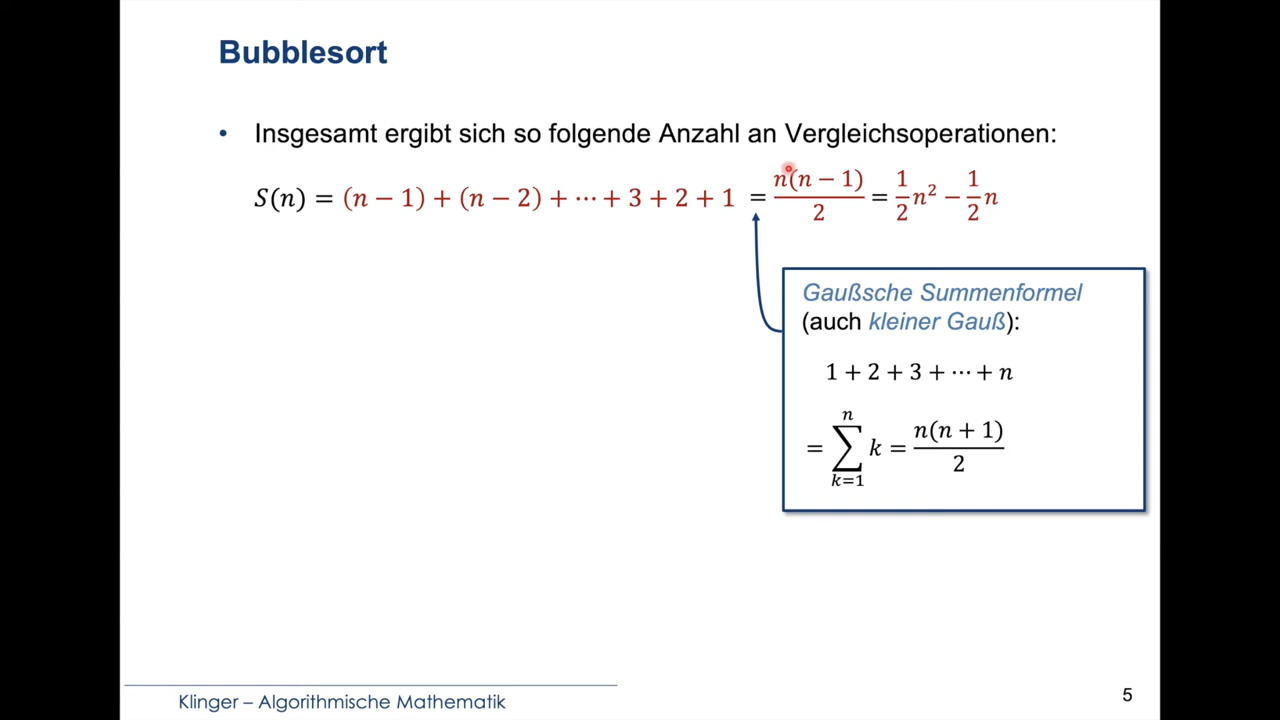 Bubblesort
• Insgesamt ergibt sich so folgende Anzahl an Vergleichsoperationen:
S(n) = (n − 1) + (n − 2) + ⋯ + 3 + 2 + 1 = n(n − 1)/2 = 1/2 n² − 1/2 n
Gaußsche Summenformel
(auch kleiner Gauß):
1 + 2 + 3 + ⋯ + n
= ∑_{k=1}^{n} k = n(n + 1)/2
Klinger – Algorithmische Mathematik
5